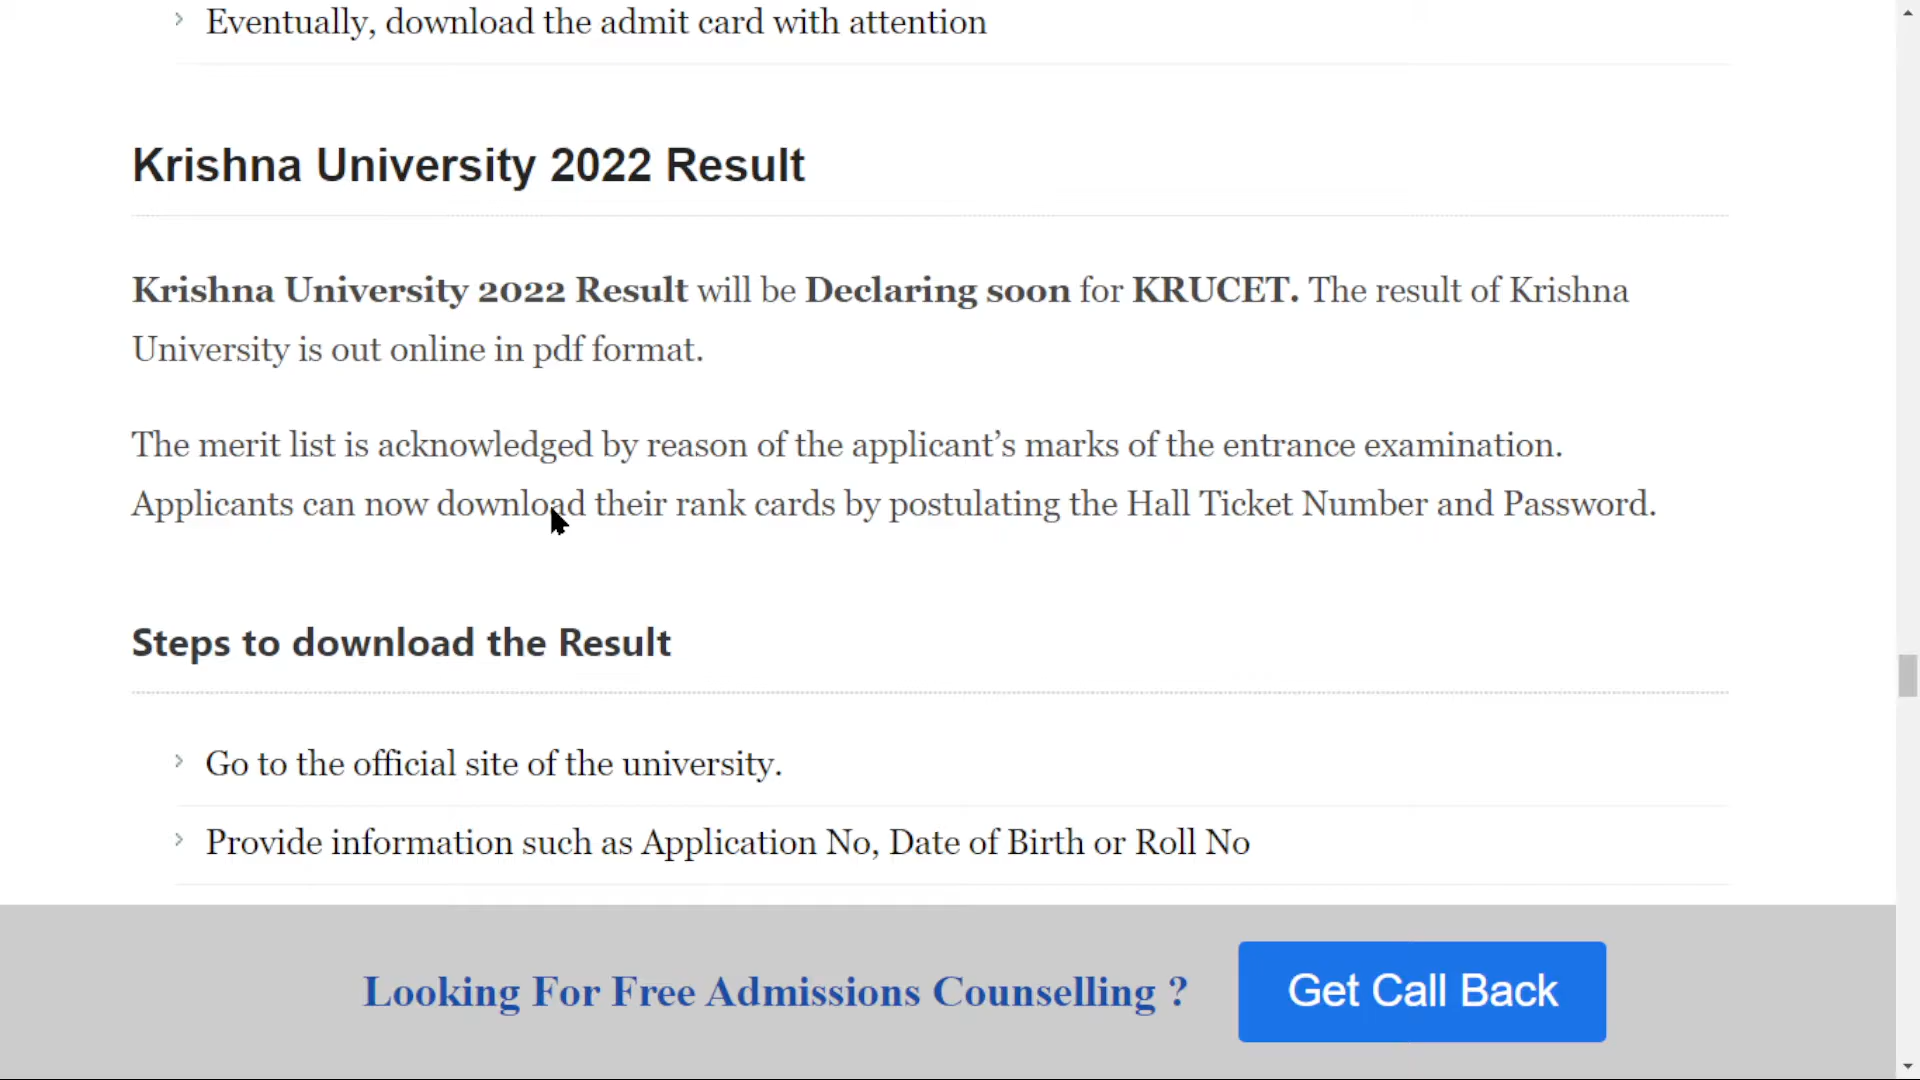 Eventually, download the admit card with attention
Krishna University 2022 Result
Krishna University 2022 Result will be Declaring soon for KRUCET. The result of Krishna
University is out online in pdf format.
The merit list is acknowledged by reason of the applicant’s marks of the entrance examination.
Applicants can now download their rank cards by postulating the Hall Ticket Number and Password.
Steps to download the Result
Go to the official site of the university.
Provide information such as Application No, Date of Birth or Roll No
Looking For Free Admissions Counselling ?
Get Call Back